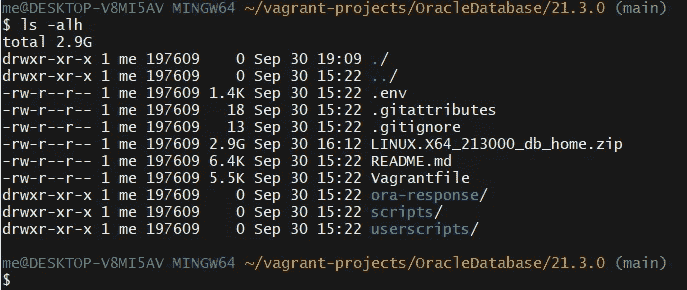 me@DESKTOP-V8MI5AV MINGW64 ~/vagrant-projects/OracleDatabase/21.3.0 (main)
$ ls -alh
total 2.9G
drwxr-xr-x 1 me 197609    0 Sep 30 19:09 ./
drwxr-xr-x 1 me 197609    0 Sep 30 15:22 ../
-rw-r--r-- 1 me 197609 1.4K Sep 30 15:22 .env
-rw-r--r-- 1 me 197609   18 Sep 30 15:22 .gitattributes
-rw-r--r-- 1 me 197609   13 Sep 30 15:22 .gitignore
-rw-r--r-- 1 me 197609 2.9G Sep 30 16:12 LINUX.X64_213000_db_home.zip
-rw-r--r-- 1 me 197609 6.4K Sep 30 15:22 README.md
-rw-r--r-- 1 me 197609 5.5K Sep 30 15:22 Vagrantfile
drwxr-xr-x 1 me 197609    0 Sep 30 15:22 ora-response/
drwxr-xr-x 1 me 197609    0 Sep 30 15:22 scripts/
drwxr-xr-x 1 me 197609    0 Sep 30 15:22 userscripts/
me@DESKTOP-V8MI5AV MINGW64 ~/vagrant-projects/OracleDatabase/21.3.0 (main)
$